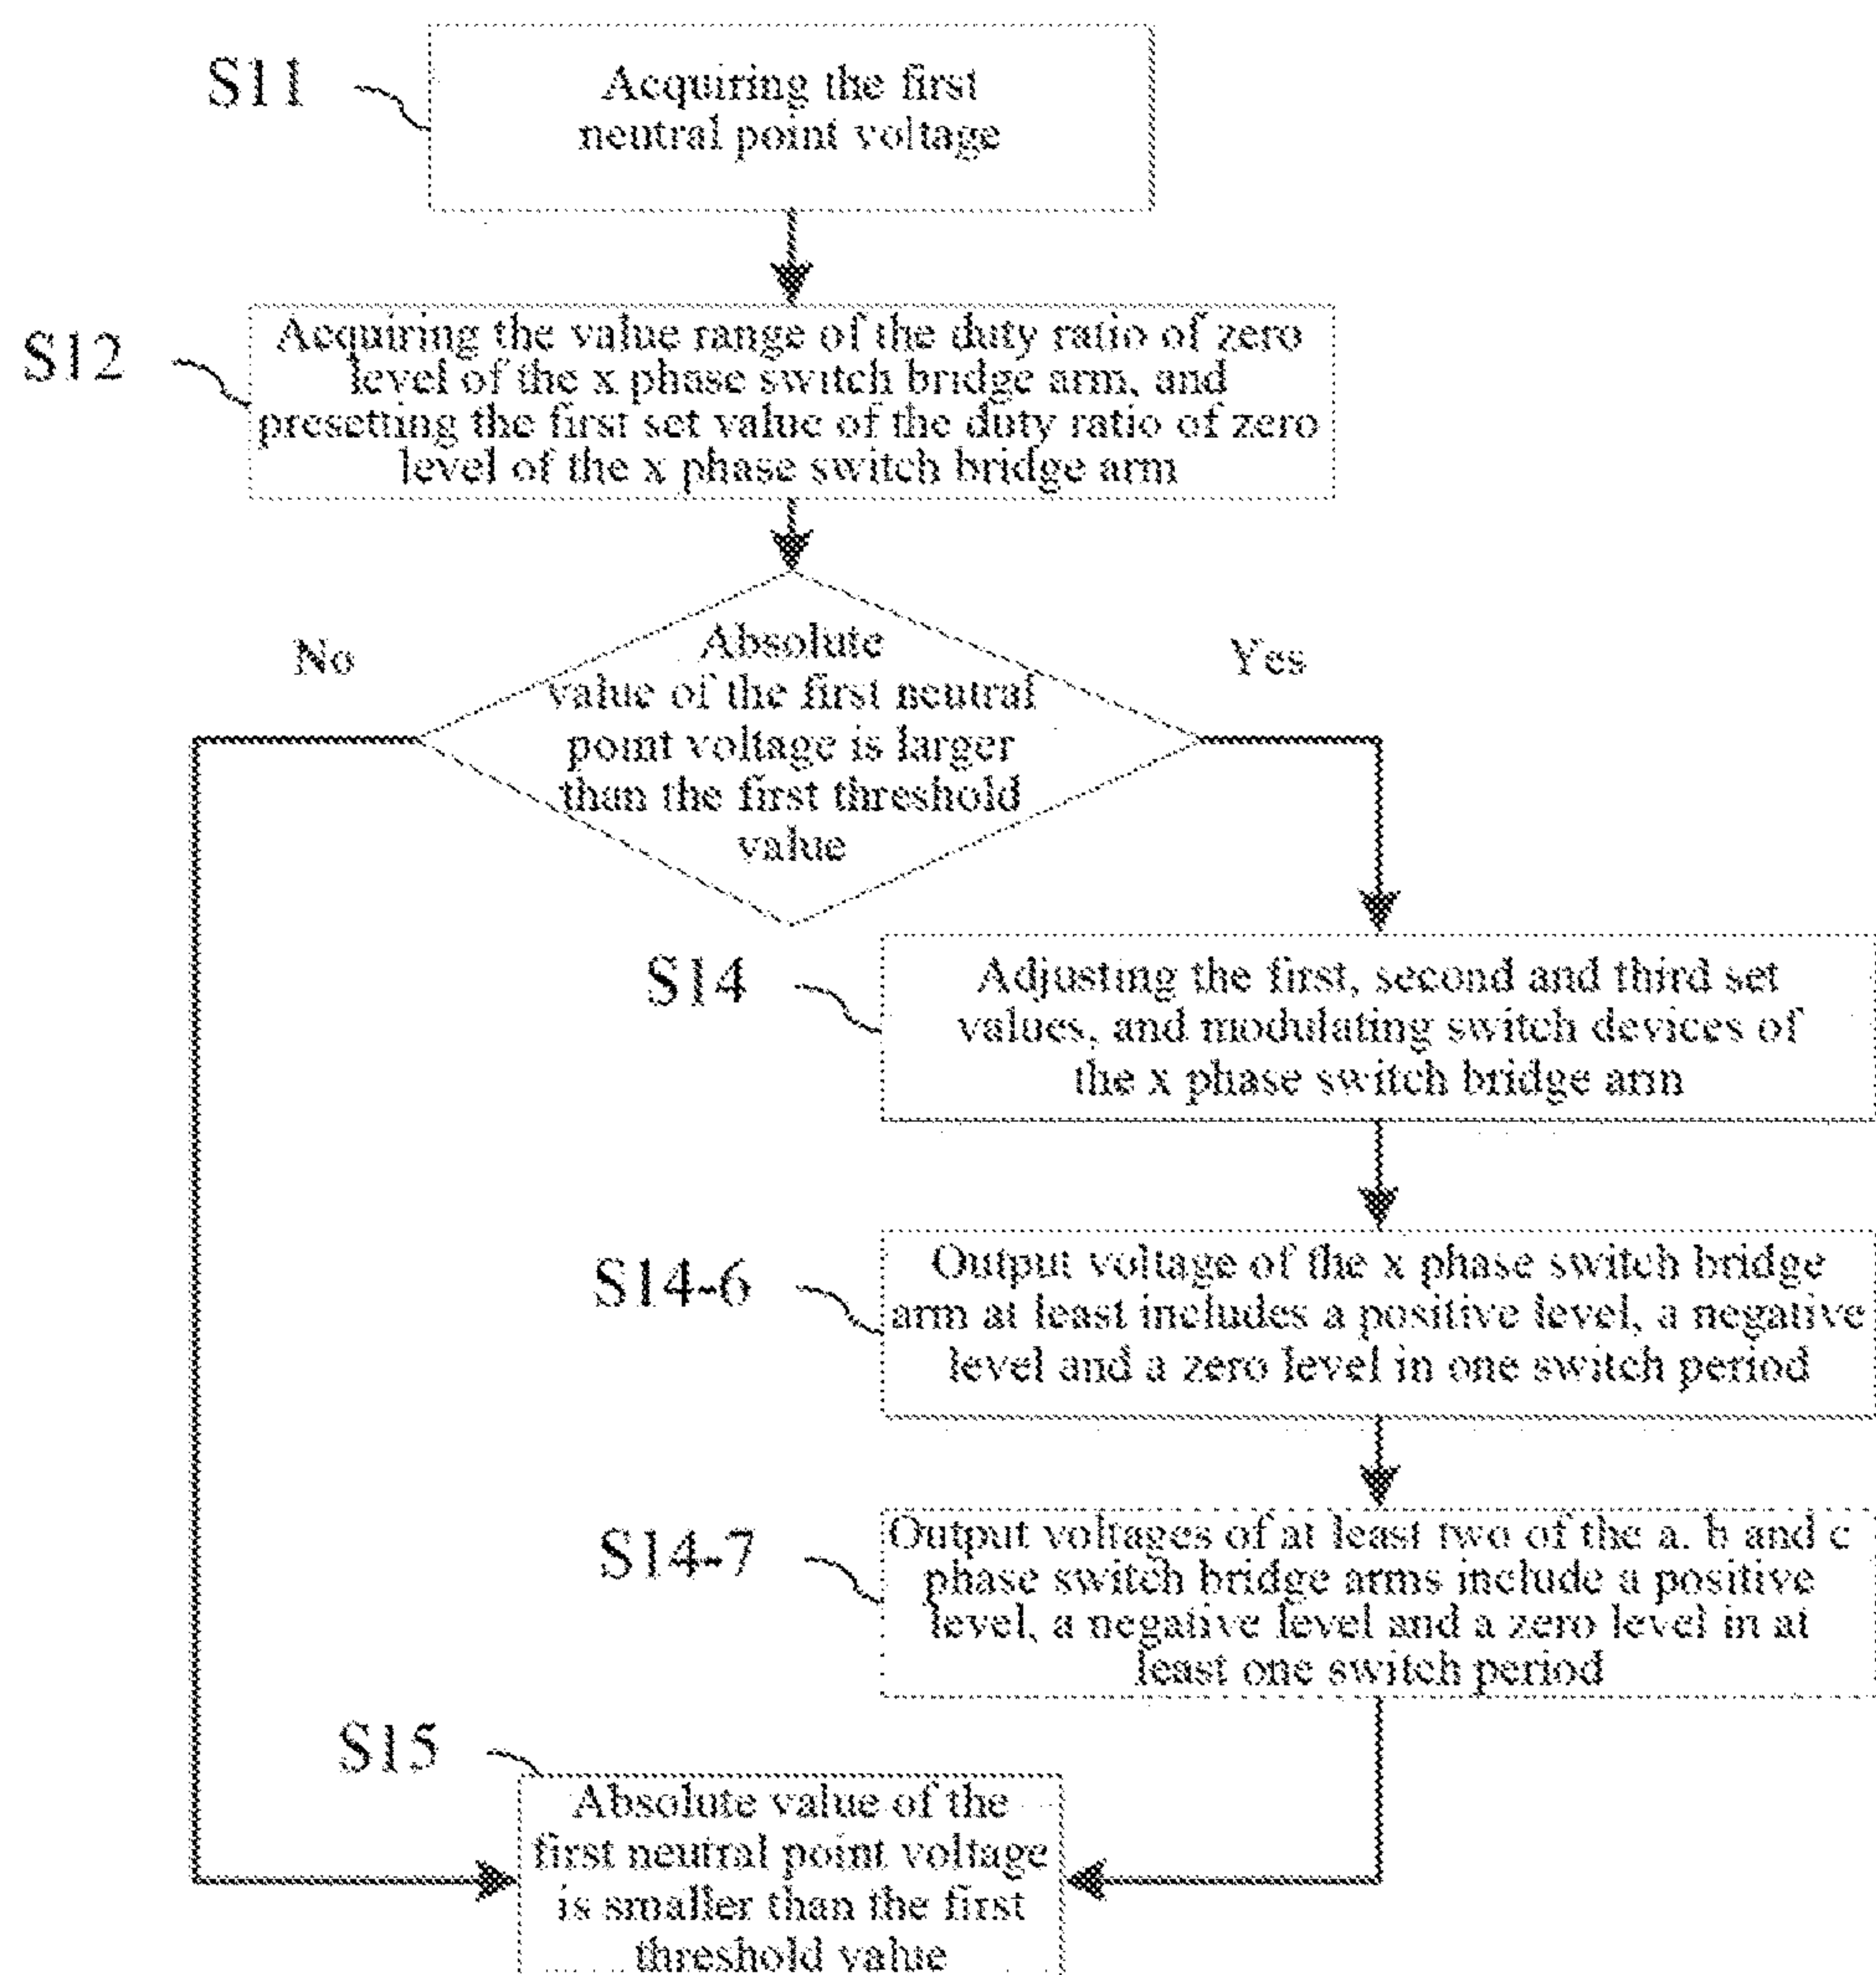 S11
Acquiring the first
neutral point voltage
S12
Acquiring the value range of the duty ratio of zero
level of the x phase switch bridge arm, and
presetting the first set value of the duty ratio of zero
level of the x phase switch bridge arm
No
Yes
Absolute
value of the first neutral
point voltage is larger
than the first threshold
value
S14
Adjusting the first, second and third set
values, and modulating switch devices of
the x phase switch bridge arm
S14-6
Output voltage of the x phase switch bridge
arm at least includes a positive level, a negative
level and a zero level in one switch period
S14-7
Output voltages of at least two of the a. b and c
phase switch bridge arms include a positive
level, a negative level and a zero level in at
least one switch period
S15
Absolute value of the
first neutral point voltage
is smaller than the first
threshold value